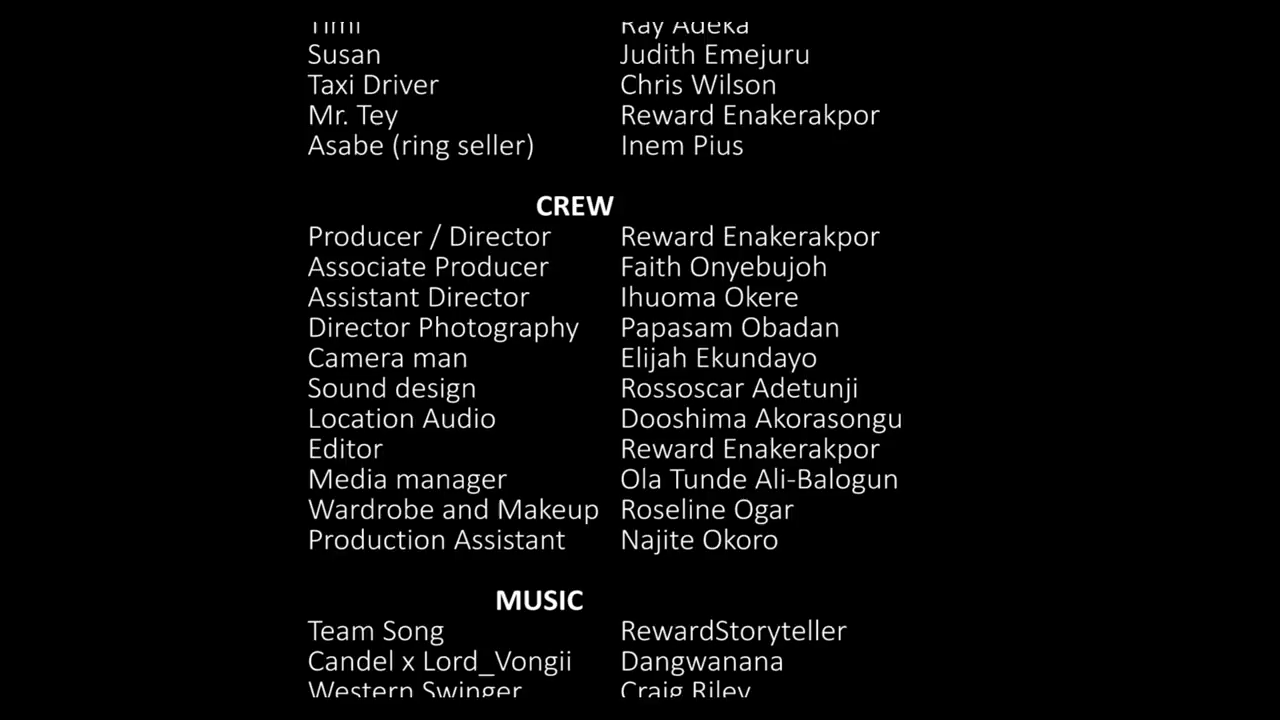 Timi Ray Adeka
Susan Judith Emejuru
Taxi Driver Chris Wilson
Mr. Tey Reward Enakerakpor
Asabe (ring seller) Inem Pius
CREW
Producer / Director Reward Enakerakpor
Associate Producer Faith Onyebujoh
Assistant Director Ihuoma Okere
Director Photography Papasam Obadan
Camera man Elijah Ekundayo
Sound design Rossoscar Adetunji
Location Audio Dooshima Akorasongu
Editor Reward Enakerakpor
Media manager Ola Tunde Ali-Balogun
Wardrobe and Makeup Roseline Ogar
Production Assistant Najite Okoro
MUSIC
Team Song RewardStoryteller
Candel x Lord_Vongii Dangwanana
Western Swinger Craig Riley